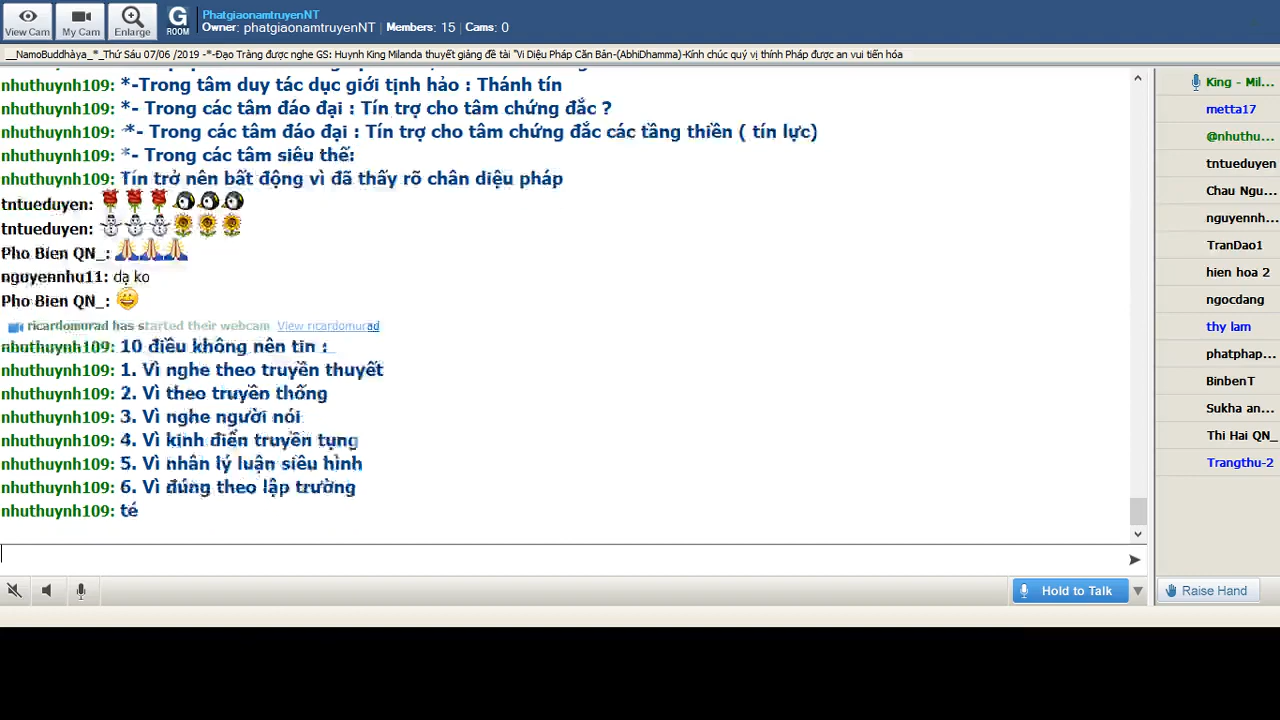 View Cam
My Cam
Enlarge
G
ROOM
PhatgiaonamtruyenNT
Owner: phatgiaonamtruyenNT Members: 15 Cams: 0
__NamoBuddhàya_*_Thứ Sáu 07/06 /2019 -*-Đạo Tràng được nghe GS: Huynh King Milanda thuyết giảng đề tài "Vi Diệu Pháp Căn Bản-(AbhiDhamma)-Kính chúc quý vị thính Pháp được an vui tiến hóa
nhuthuynh109: *-Trong tâm duy tác dục giới tịnh hảo : Thánh tín
nhuthuynh109: *- Trong các tâm đáo đại : Tín trợ cho tâm chứng đắc ?
nhuthuynh109: *- Trong các tâm đáo đại : Tín trợ cho tâm chứng đắc các tầng thiền ( tín lực)
nhuthuynh109: *- Trong các tâm siêu thế:
nhuthuynh109: Tín trở nên bất động vì đã thấy rõ chân diệu pháp
tntueduyen:
tntueduyen:
Pho Bien QN_:
nguyennhu11: dạ ko
Pho Bien QN_:
ricardomurad has started their webcam View ricardomurad
nhuthuynh109: 10 điều không nên tin :
nhuthuynh109: 1. Vì nghe theo truyền thuyết
nhuthuynh109: 2. Vì theo truyền thống
nhuthuynh109: 3. Vì nghe người nói
nhuthuynh109: 4. Vì kinh điển truyền tụng
nhuthuynh109: 5. Vì nhân lý luận siêu hình
nhuthuynh109: 6. Vì đúng theo lập trường
nhuthuynh109: té
Hold to Talk
King - Mil...
metta17
@nhuthu...
tntueduyen
Chau Ngu...
nguyennh...
TranDao1
hien hoa 2
ngocdang
thy lam
phatphap...
BinbenT
Sukha an...
Thi Hai QN_
Trangthu-2
Raise Hand